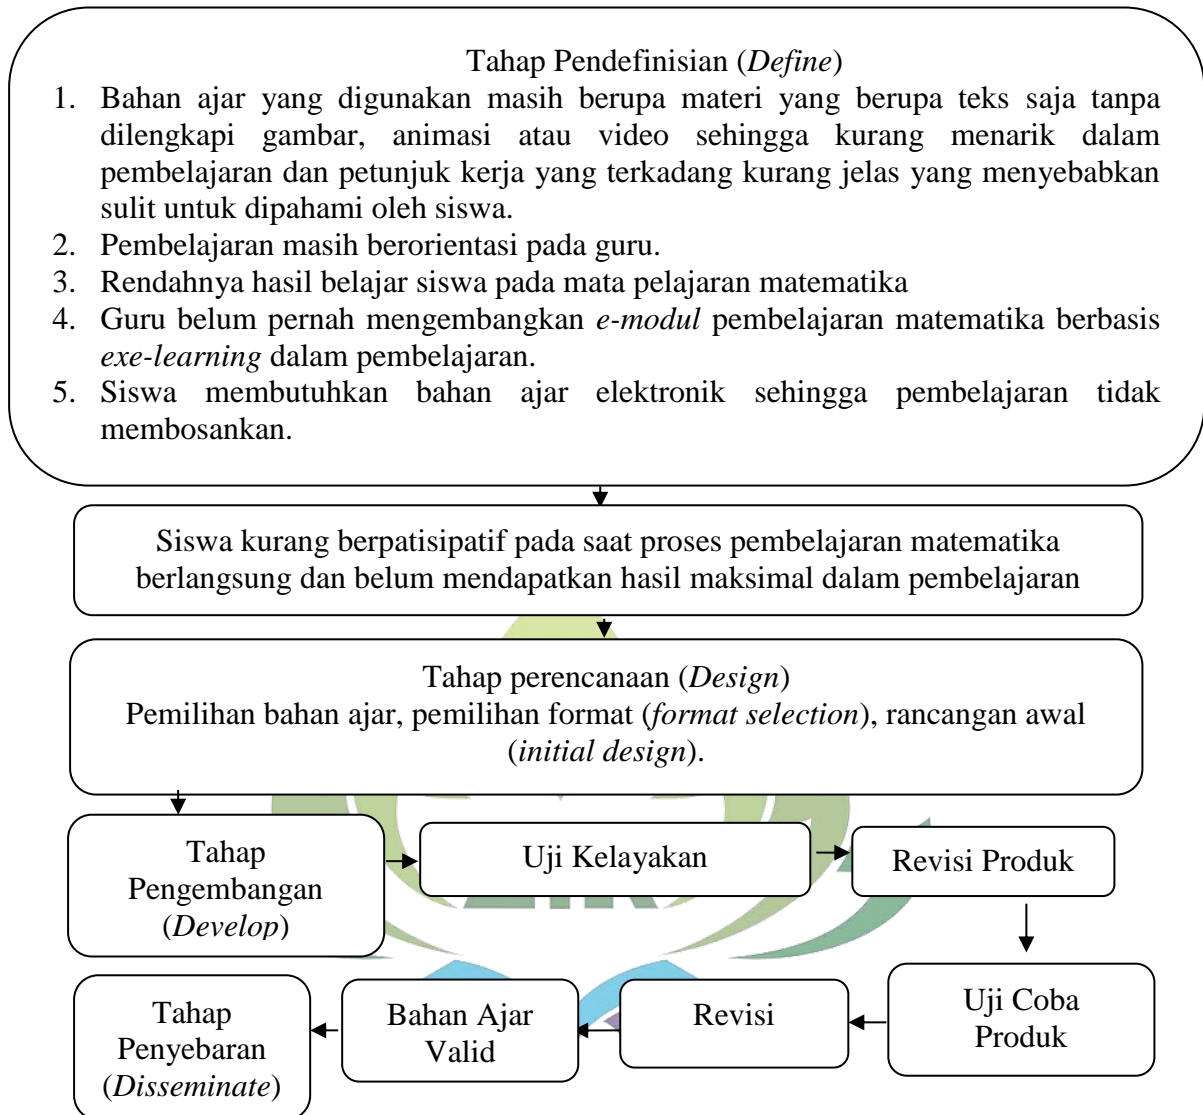 Tahap Pendefinisian (Define)
1. Bahan ajar yang digunakan masih berupa materi yang berupa teks saja tanpa
dilengkapi gambar, animasi atau video sehingga kurang menarik dalam
pembelajaran dan petunjuk kerja yang terkadang kurang jelas yang menyebabkan
sulit untuk dipahami oleh siswa.
2. Pembelajaran masih berorientasi pada guru.
3. Rendahnya hasil belajar siswa pada mata pelajaran matematika
4. Guru belum pernah mengembangkan e-modul pembelajaran matematika berbasis
exe-learning dalam pembelajaran.
5. Siswa membutuhkan bahan ajar elektronik sehingga pembelajaran tidak
membosankan.
Siswa kurang berpatisipatif pada saat proses pembelajaran matematika
berlangsung dan belum mendapatkan hasil maksimal dalam pembelajaran
Tahap perencanaan (Design)
Pemilihan bahan ajar, pemilihan format (format selection), rancangan awal
(initial design).
Tahap
Pengembangan
(Develop)
Uji Kelayakan
Revisi Produk
Uji Coba
Produk
Revisi
Bahan Ajar
Valid
Tahap
Penyebaran
(Disseminate)